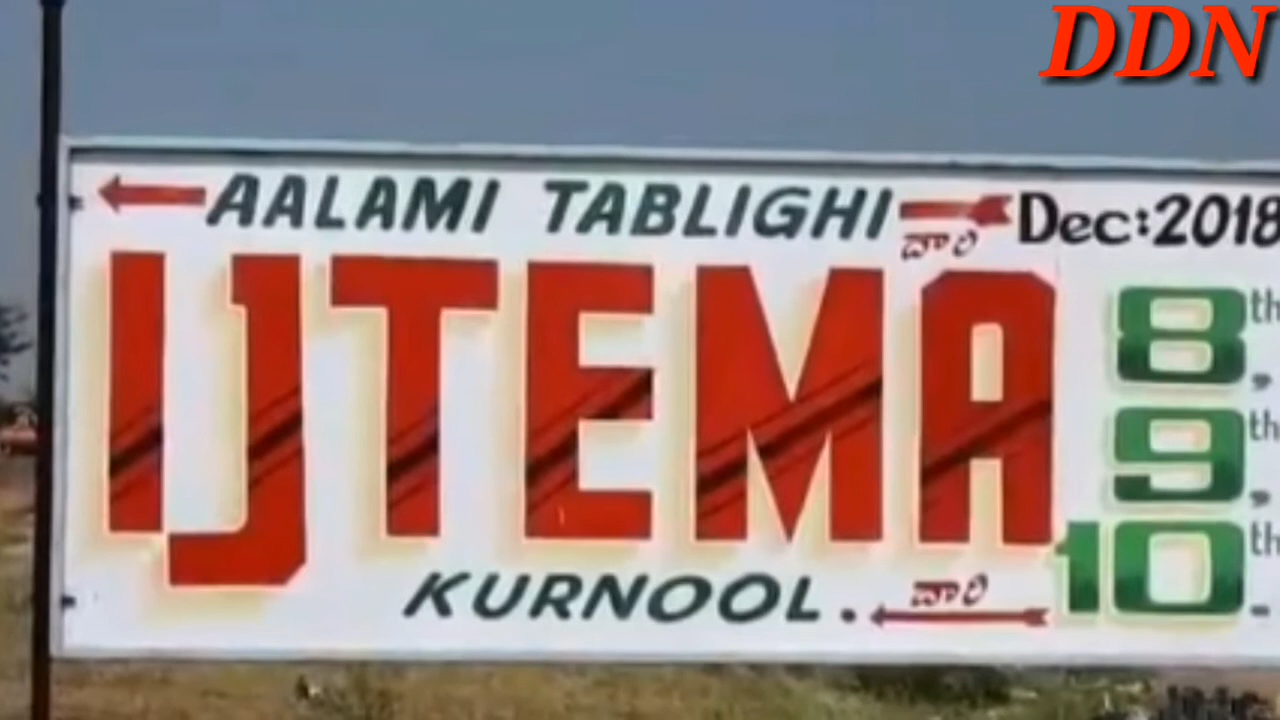 DDN
AALAMI TABLIGHI Dec:2018
వాలి
IJTEMA
8th,
9th,
10th-
KURNOOL.
వాలి